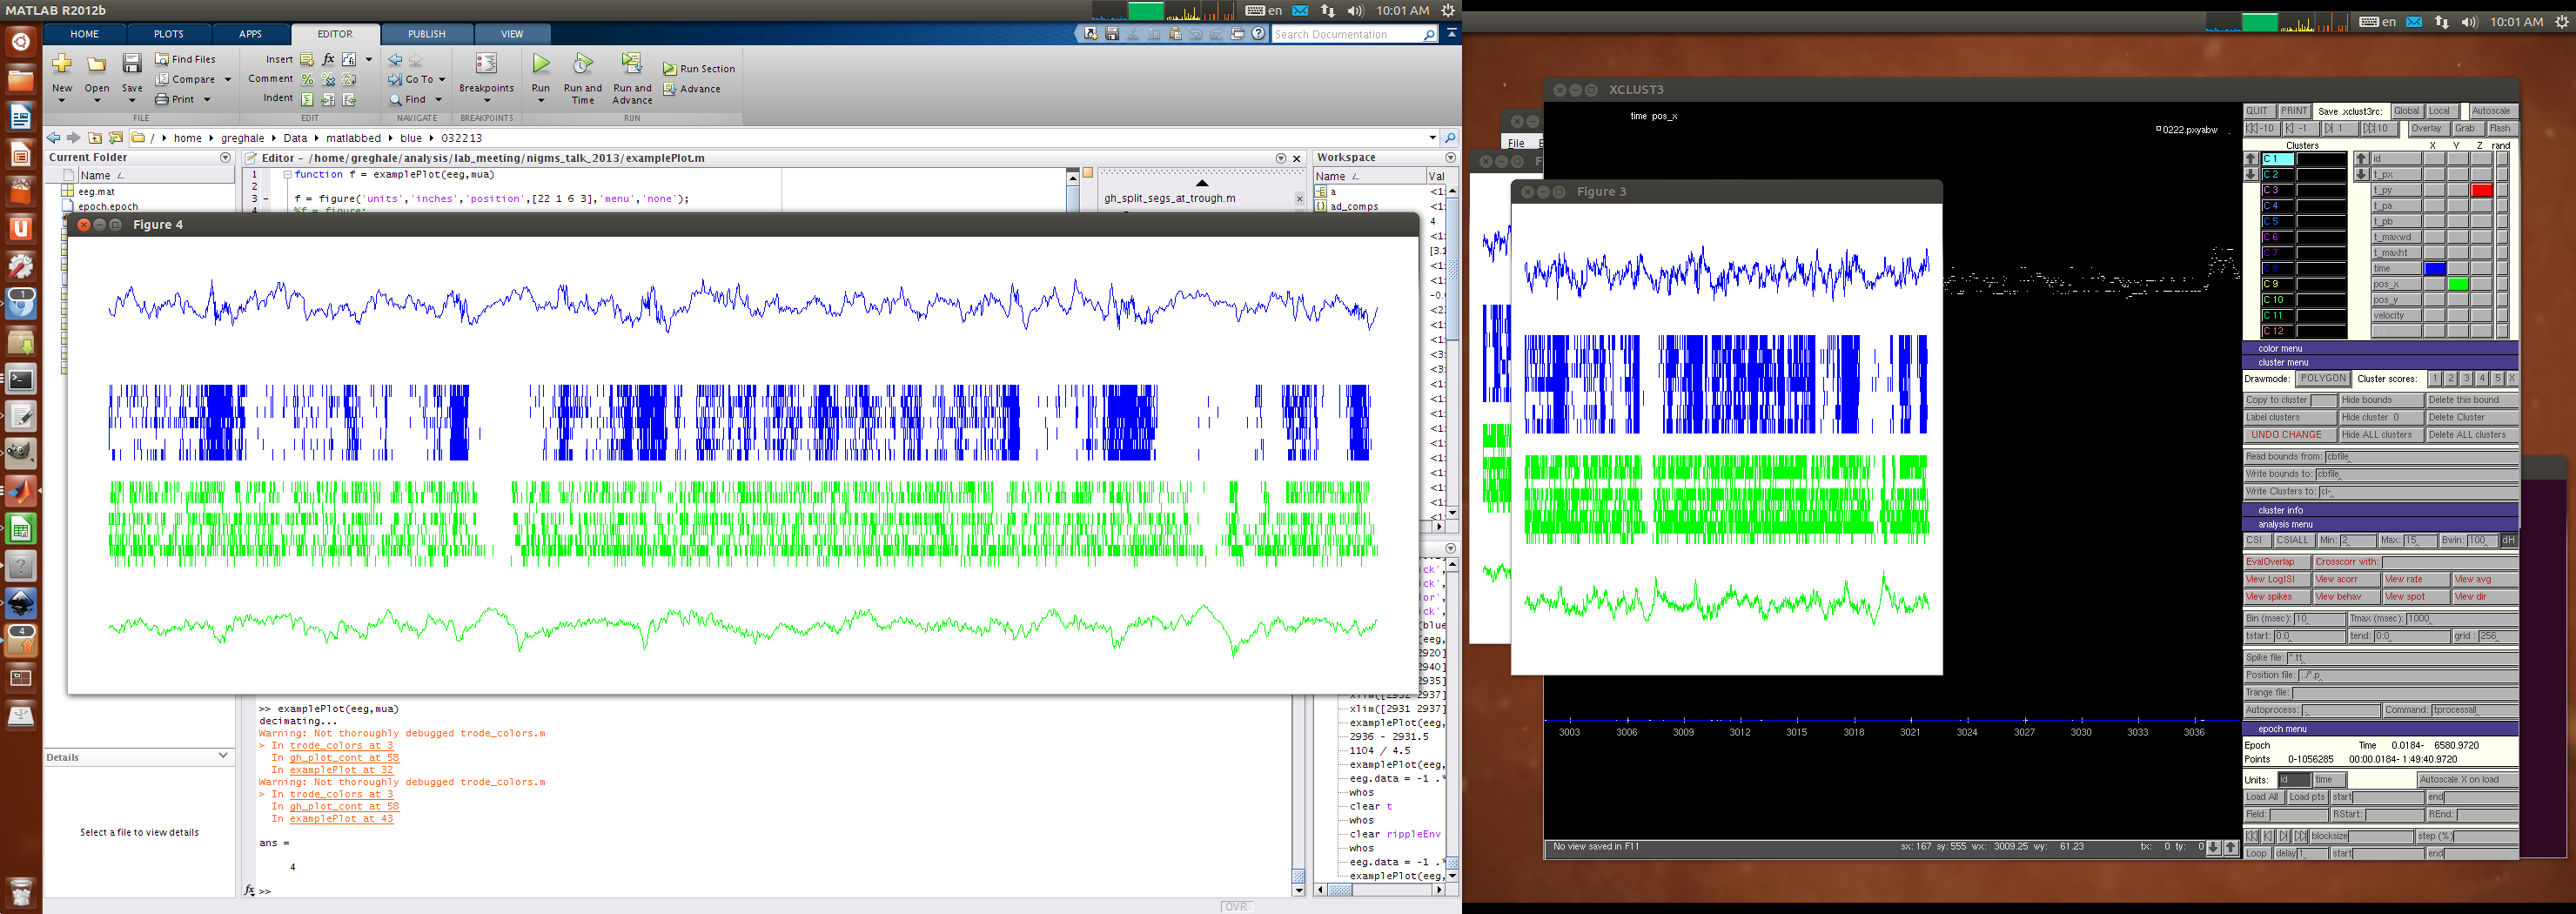 MATLAB R2012b
en
10:01 AM
HOME PLOTS APPS EDITOR PUBLISH VIEW
Search Documentation
New Open Save
Find Files
Compare
Print
Insert
Comment
Indent
Go To
Find
Breakpoints
Run
Run and Time
Run and Advance
Run Section
Advance
FILE EDIT NAVIGATE BREAKPOINTS RUN
/ home greghale Data matlabbed blue 032213
Current Folder
Name
eeg.mat
epoch.epoch
Details
Select a file to view details
Editor - /home/greghale/analysis/lab_meeting/nigms_talk_2013/examplePlot.m
1 function f = examplePlot(eeg,mua)
2
3 f = figure('units','inches','position',[22 1 6 3],'menu','none');
4 %f = figure;
gh_split_segs_at_trough.m
Workspace
Name Val
a
ad_comps
Figure 4
>> examplePlot(eeg,mua)
decimating...
Warning: Not thoroughly debugged trode_colors.m
> In trode_colors at 3
In gh_plot_cont at 58
In examplePlot at 32
Warning: Not thoroughly debugged trode_colors.m
> In trode_colors at 3
In gh_plot_cont at 58
In examplePlot at 43
ans =
4
>>
OVR
xlim([2932 2937]
xlim([2931 2937]
examplePlot(eeg,
2936 - 2931.5
1104 / 4.5
examplePlot(eeg,
eeg.data = -1 .*
whos
clear t
whos
clear rippleEnv
whos
eeg.data = -1 .*
examplePlot(eeg,
en
10:01 AM
File
Figure 3
XCLUST3
time pos_x
0222.pxyabw
3003 3006 3009 3012 3015 3018 3021 3024 3027 3030 3033 3036
No view saved in F11
sx: 167 sy: 555 wx: 3009.25 wy: 61.23 tx: 0 ty: 0
QUIT PRINT Save .xclust3rc: Global Local Autoscale
-10 -1 1 10 Overlay Grab Flash
Clusters X Y Z rand
C 1 id
C 2 t_px
C 3 t_py
C 4 t_pa
C 5 t_pb
C 6 t_maxwd
C 7 t_maxht
C 8 time
C 9 pos_x
C 10 pos_y
C 11 velocity
C 12
color menu
cluster menu
Drawmode: POLYGON Cluster scores: 1 2 3 4 5 X
Copy to cluster Hide bounds Delete this bound
Label clusters Hide cluster 0 Delete Cluster
UNDO CHANGE Hide ALL clusters Delete ALL clusters
Read bounds from: cbfile
Write bounds to: cbfile
Write Clusters to: cl-
cluster info
analysis menu
CSI CSIALL Min: 2 Max: 15 Bwin: 100 dH
EvalOverlap Crosscorr with:
View LogISI View acorr View rate View avg
View spikes View behav View spot View dir
Bin (msec): 10 Tmax (msec): 1000
tstart: 0:0 tend: 0:0 grid : 256
Spike file: *.tt
Position file: ../*.p
Trange file:
Autoprocess: Command: tprocessall
epoch menu
Epoch Time 0.0184- 6580.9720
Points 0-1056285 00:00.0184- 1:49:40.9720
Units: id time Autoscale X on load
Load All Load pts start end
Field: RStart: REnd:
blocksize step (%)
Loop delay 1 start end